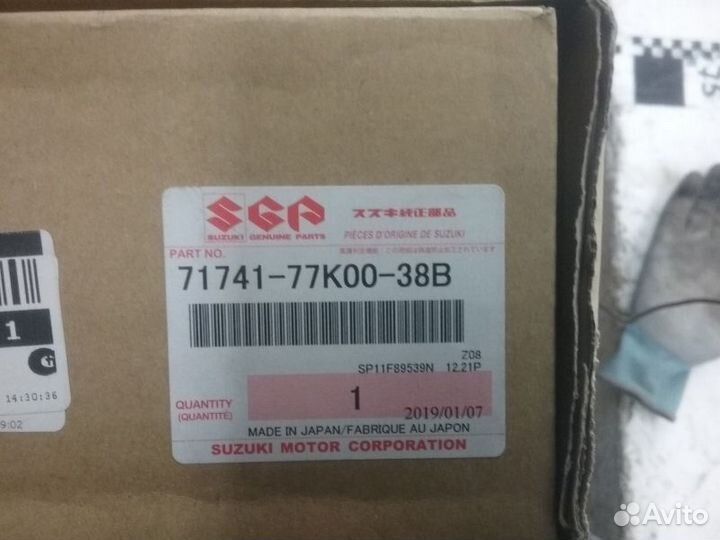 SGP
スズキ純正部品
SUZUKI GENUINE PARTS
PIÈCES D'ORIGINE DE SUZUKI
PART NO.
71741-77K00-38B
Z08
SP11F89539N 12.21P
QUANTITY
(QUANTITÉ)
1
2019/01/07
MADE IN JAPAN/FABRIQUE AU JAPON
SUZUKI MOTOR CORPORATION
1
G
14:30:36
9:02
Avito